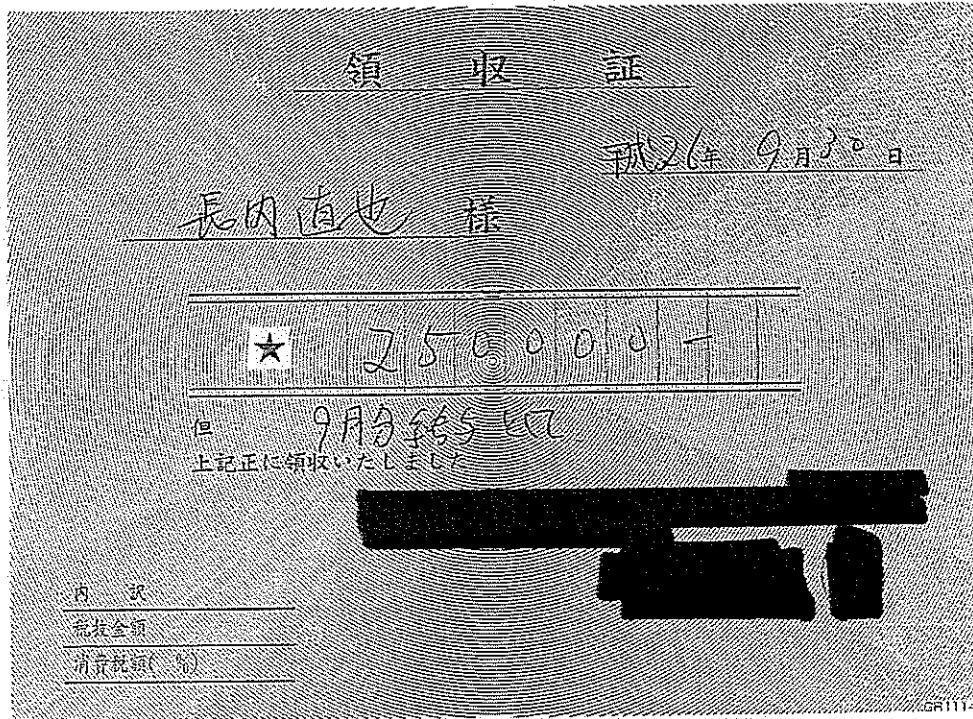 領収証
平成26年 9月30日
長内直也 様
★ 250000-
但 9月分給与として
上記正に領収いたしました
内訳
税抜金額
消費税額( %)
GR111